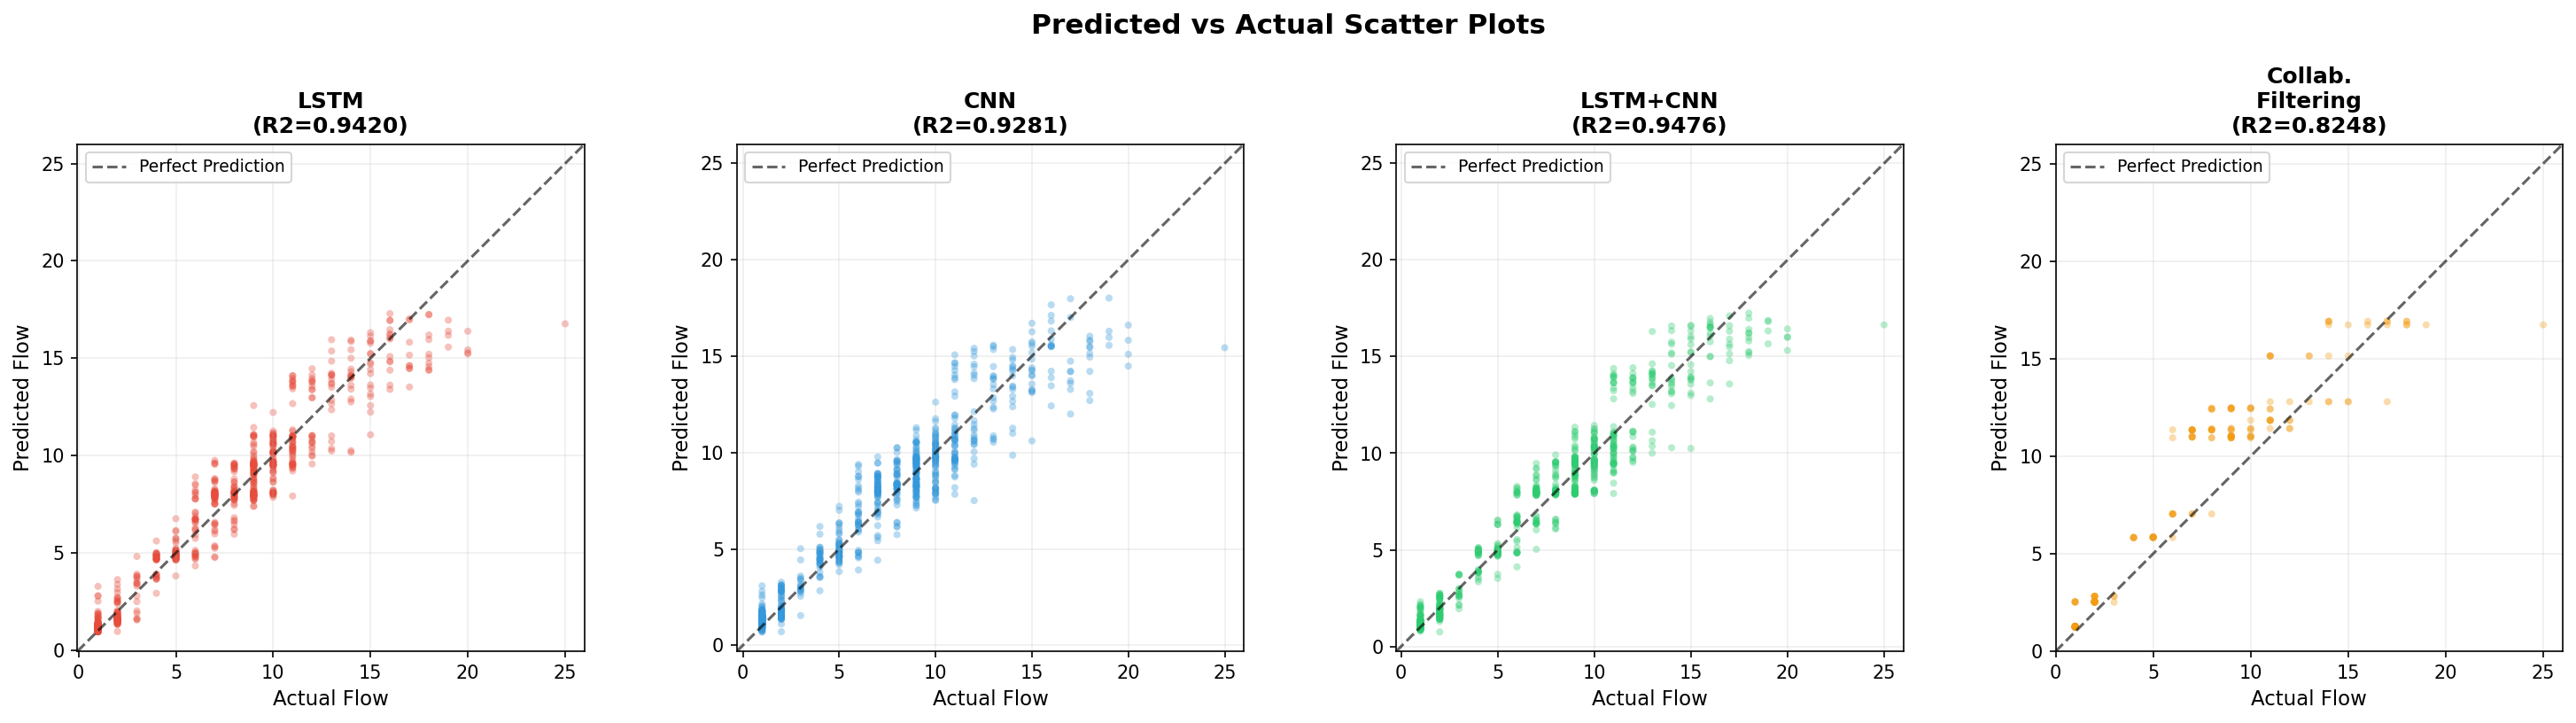 Predicted vs Actual Scatter Plots
LSTM
(R2=0.9420)
Perfect Prediction
25
20
15
10
5
0
0 5 10 15 20 25
Predicted Flow
Actual Flow
CNN
(R2=0.9281)
Perfect Prediction
25
20
15
10
5
0
0 5 10 15 20 25
Predicted Flow
Actual Flow
LSTM+CNN
(R2=0.9476)
Perfect Prediction
25
20
15
10
5
0
0 5 10 15 20 25
Predicted Flow
Actual Flow
Collab.
Filtering
(R2=0.8248)
Perfect Prediction
25
20
15
10
5
0
0 5 10 15 20 25
Predicted Flow
Actual Flow